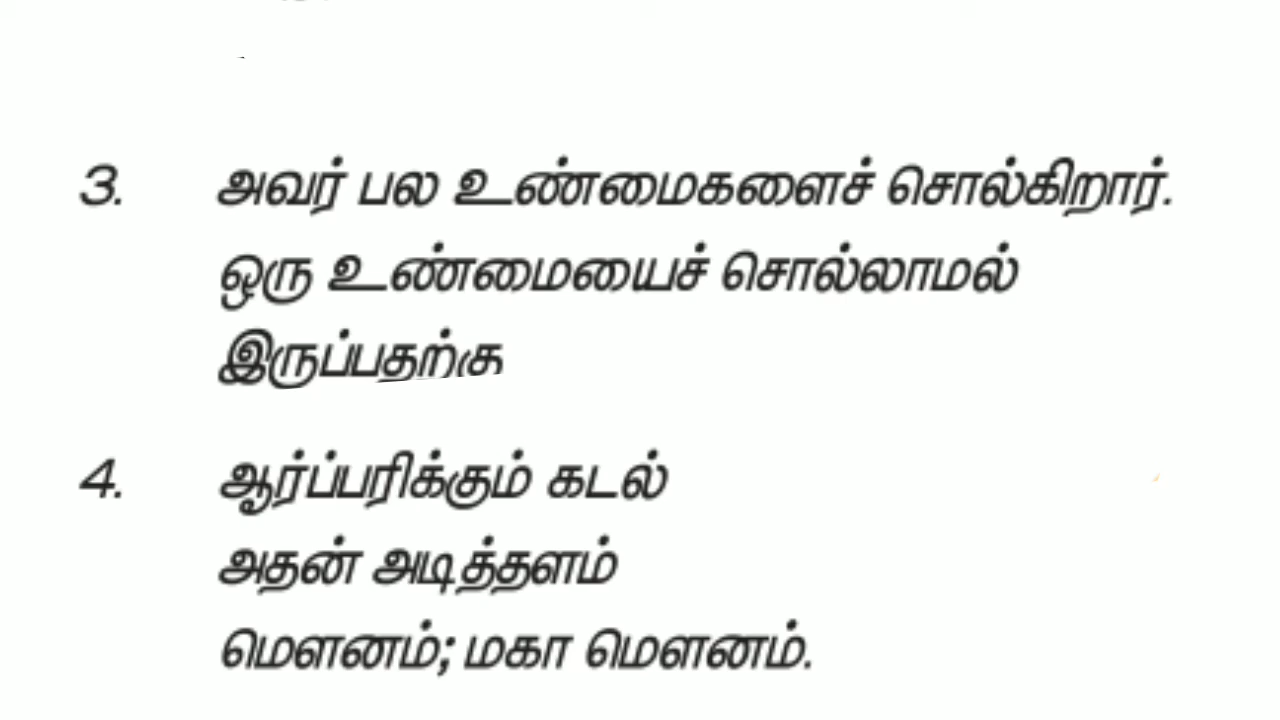 3. அவர் பல உண்மைகளைச் சொல்கிறார்.
ஒரு உண்மையைச் சொல்லாமல்
இருப்பதற்கு
4. ஆர்ப்பரிக்கும் கடல்
அதன் அடித்தளம்
மௌனம்; மகா மௌனம்.